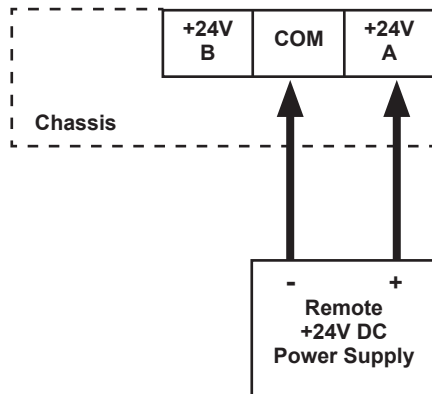 +24V
B
COM
+24V
A
Chassis
- +
Remote
+24V DC
Power Supply